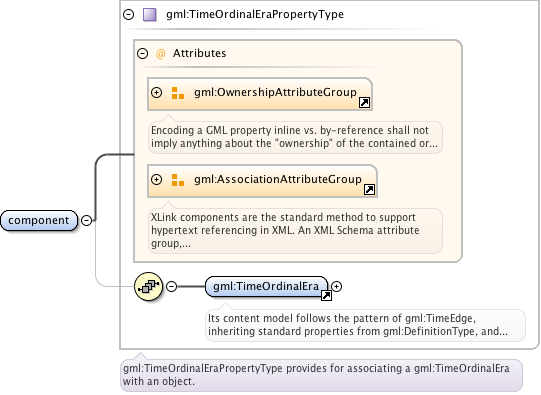 gml:TimeOrdinalEraPropertyType
@ Attributes
gml:OwnershipAttributeGroup
Encoding a GML property inline vs. by-reference shall not
imply anything about the "ownership" of the contained or...
gml:AssociationAttributeGroup
XLink components are the standard method to support
hypertext referencing in XML. An XML Schema attribute
group,...
component
gml:TimeOrdinalEra
Its content model follows the pattern of gml:TimeEdge,
inheriting standard properties from gml:DefinitionType, and...
gml:TimeOrdinalEraPropertyType provides for associating a gml:TimeOrdinalEra
with an object.